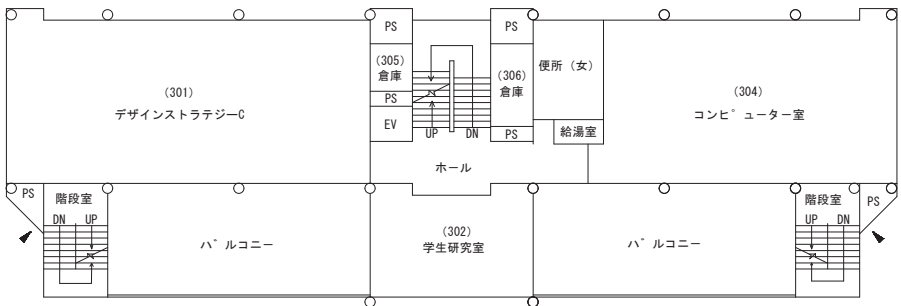 PS
PS
(305)
倉庫
(306)
倉庫
便所（女）
(301)
デザインストラテジーC
(304)
コンピューター室
PS
EV
UP
DN
PS
給湯室
ホール
PS
階段室
DN
UP
階段室
PS
UP
DN
バルコニー
(302)
学生研究室
バルコニー